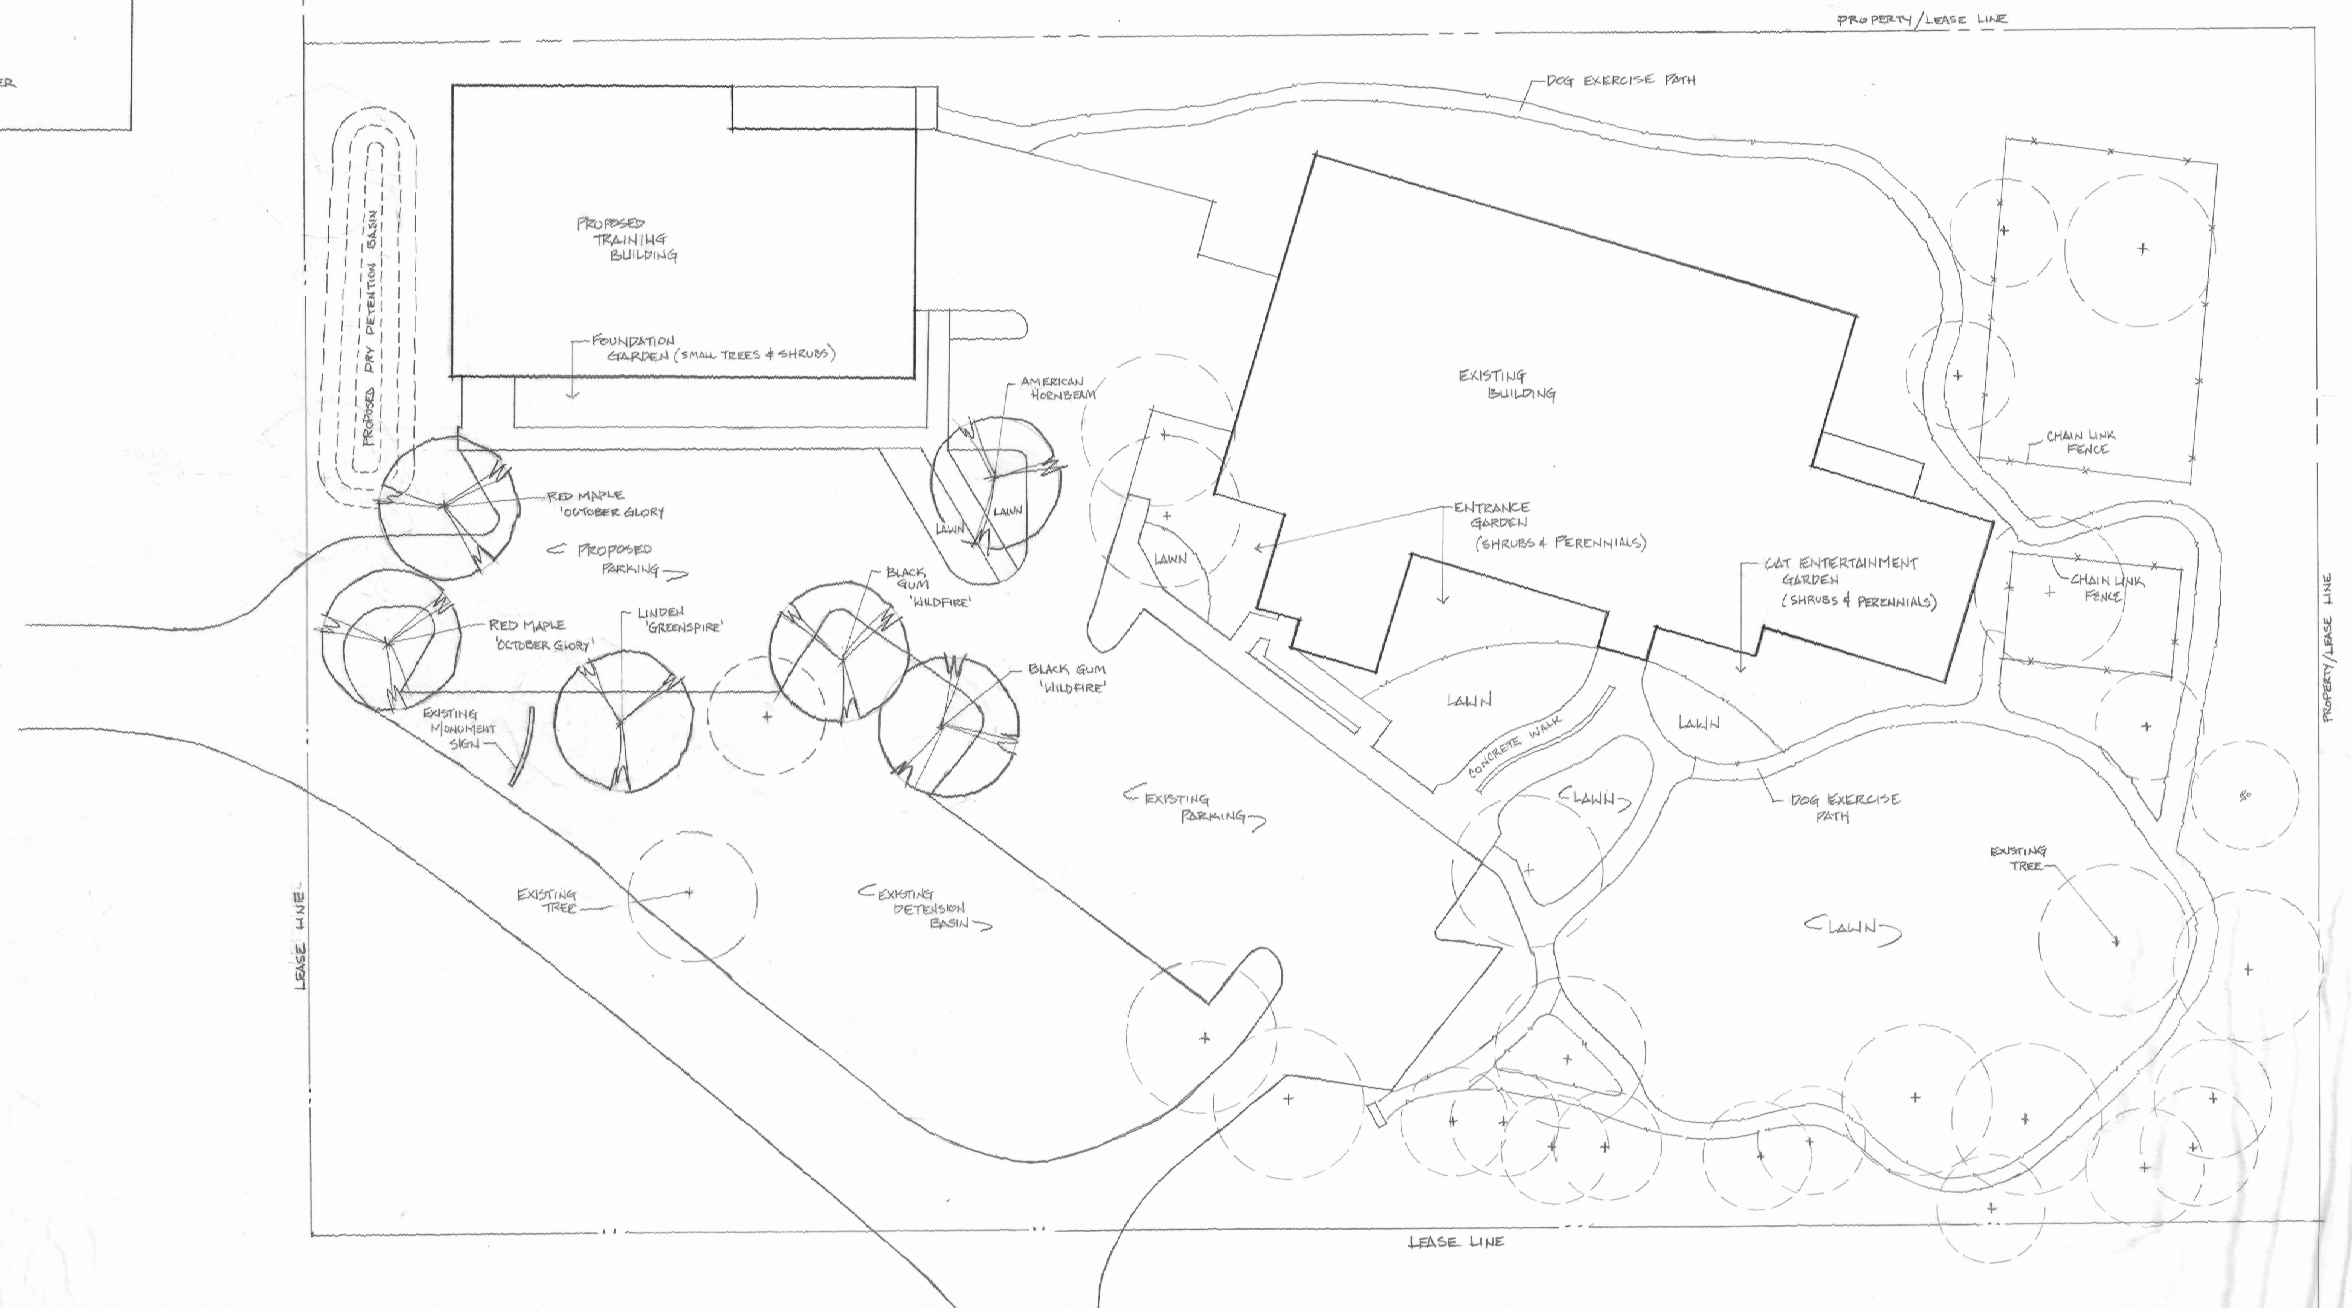 PROPERTY/LEASE LINE
ER
DOG EXERCISE PATH
PROPOSED
TRAINING
BUILDING
PROPOSED DRY DETENTION BASIN
FOUNDATION
GARDEN (SMALL TREES & SHRUBS)
AMERICAN
HORNBEAM
EXISTING
BUILDING
CHAIN LINK
FENCE
RED MAPLE
'OCTOBER GLORY
LAWN
LAWN
ENTRANCE
GARDEN
(SHRUBS & PERENNIALS)
PROPOSED
PARKING
LAWN
CAT ENTERTAINMENT
GARDEN
(SHRUBS & PERENNIALS)
CHAIN LINK
FENCE
BLACK
GUM
'WILDFIRE'
LINDEN
'GREENSPIRE'
RED MAPLE
'OCTOBER GLORY'
PROPERTY/LEASE LINE
BLACK GUM
'WILDFIRE'
LAWN
LAWN
EXISTING
MONUMENT
SIGN
CONCRETE WALK
EXISTING
PARKING
LAWN
DOG EXERCISE
PATH
EXISTING
TREE
EXISTING
TREE
EXISTING
DETENSION
BASIN
LAWN
LEASE LINE
LEASE LINE